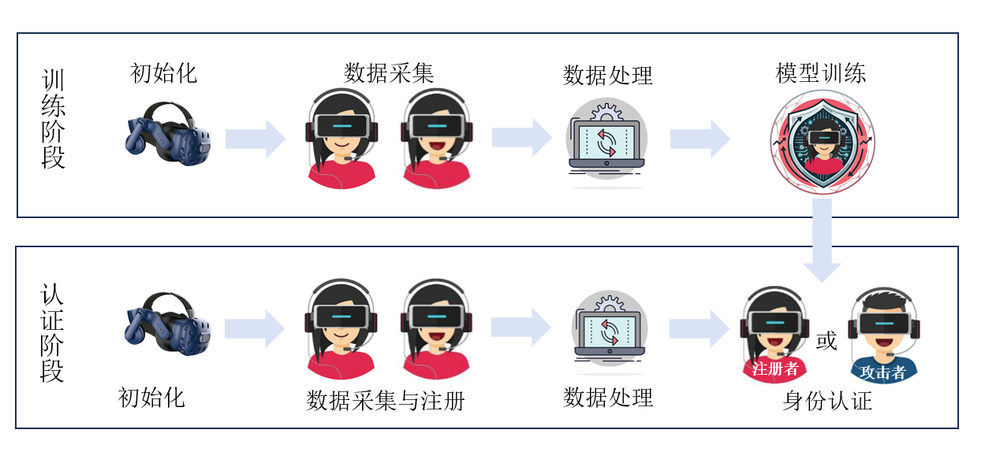 训练阶段
初始化
数据采集
数据处理
模型训练
认证阶段
初始化
数据采集与注册
数据处理
注册者
或
攻击者
身份认证